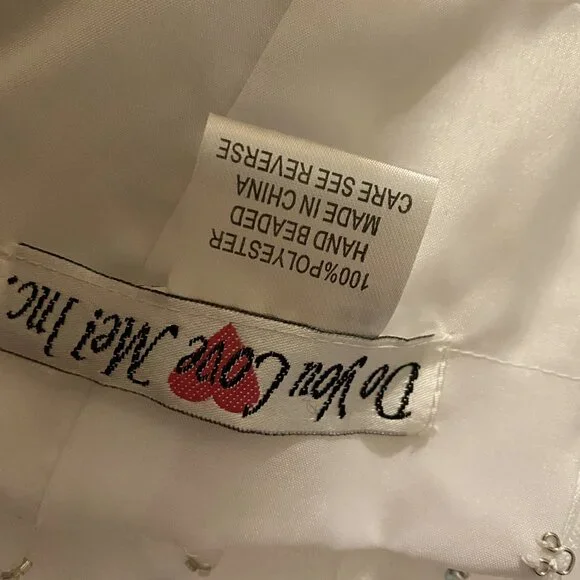 100%POLYESTER
HAND BEADED
MADE IN CHINA
CARE SEE REVERSE
Do You Love Me? Inc.